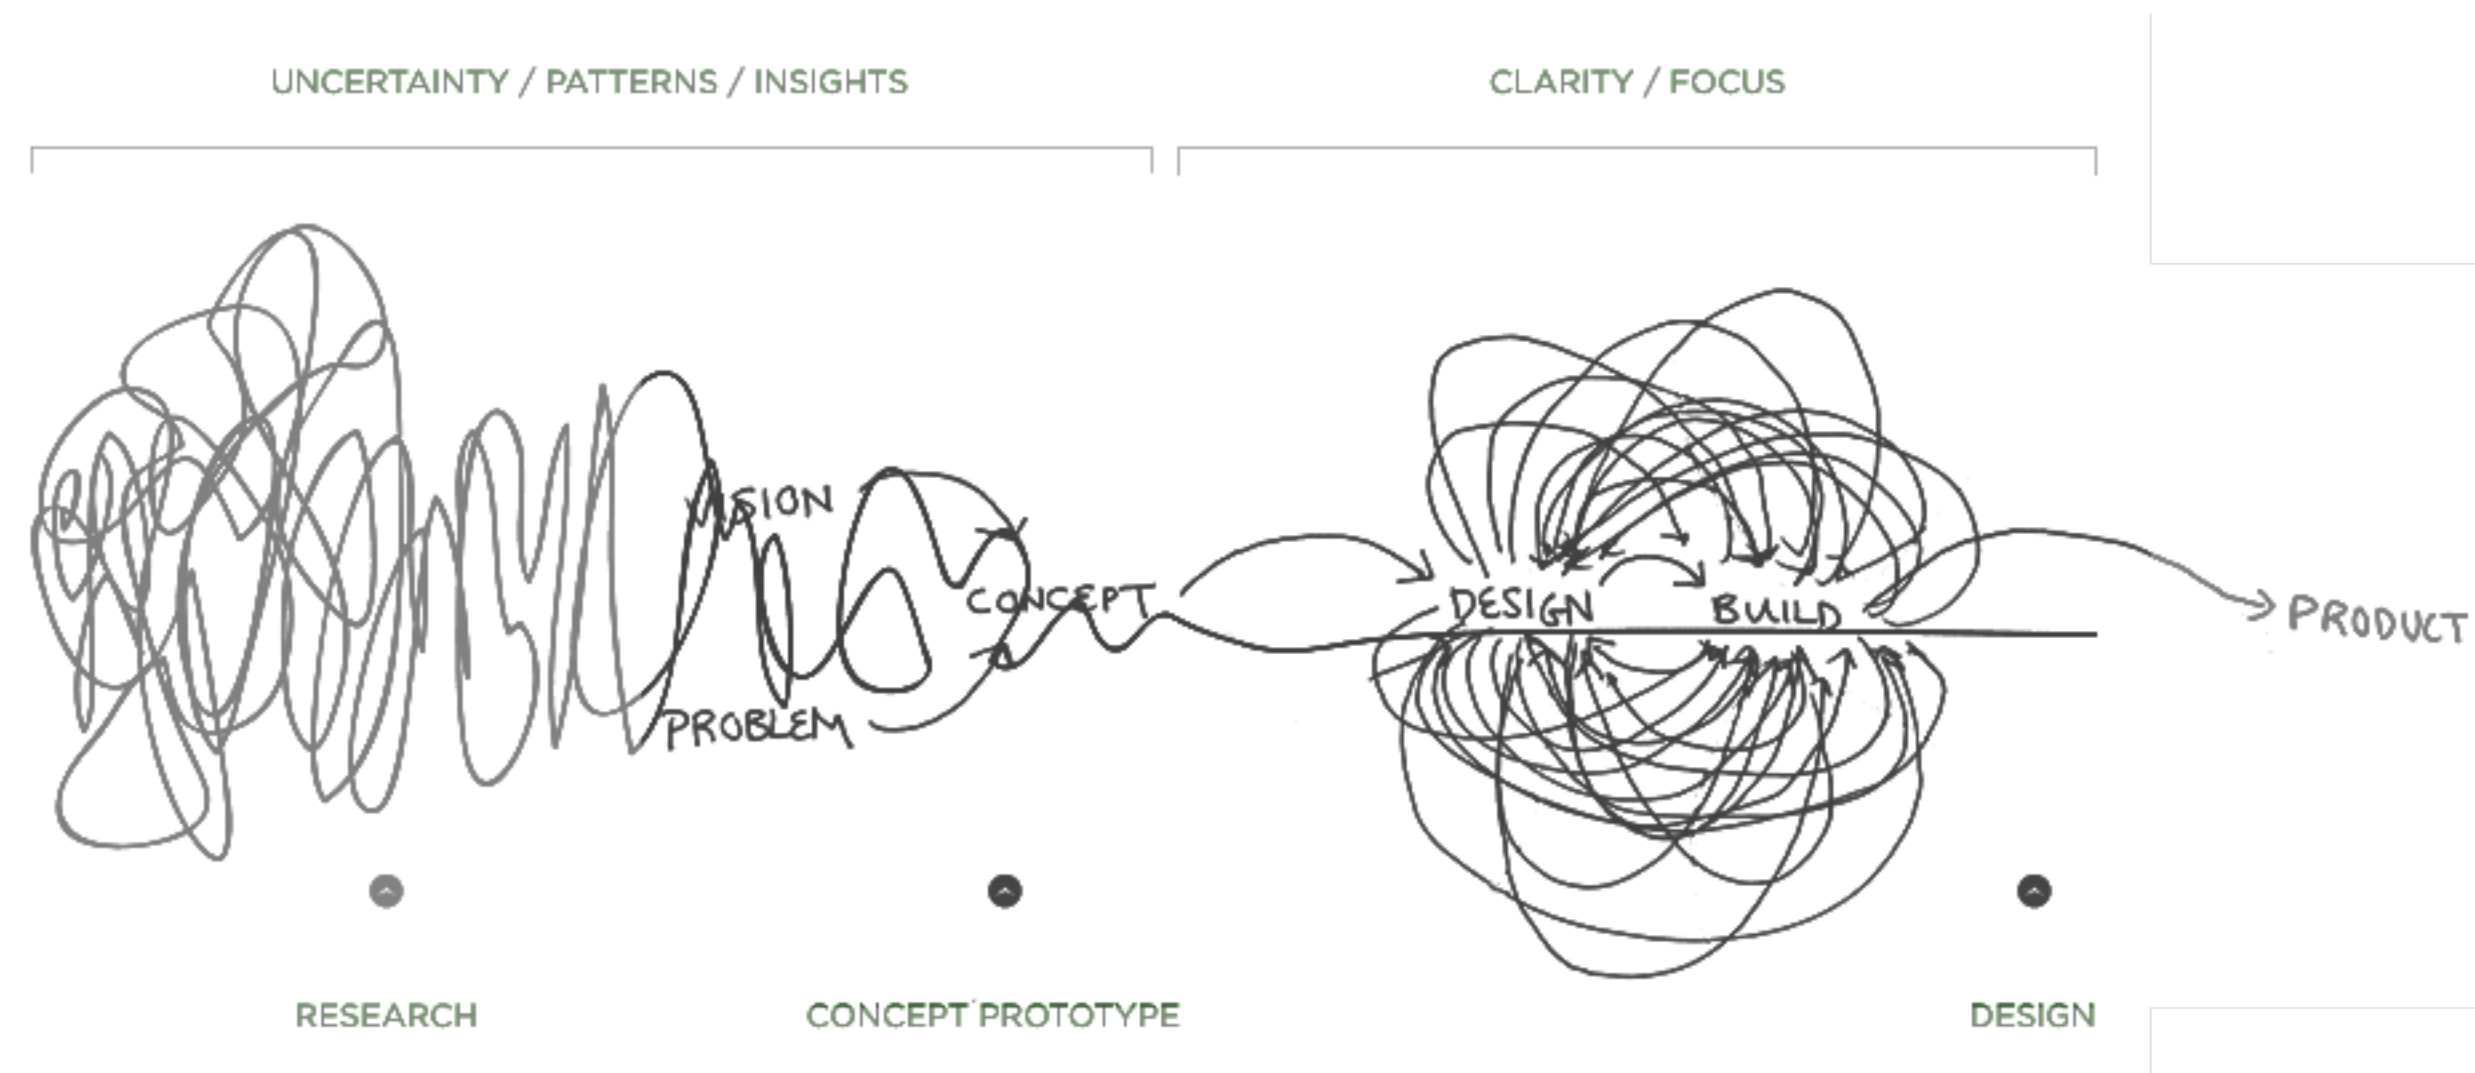 UNCERTAINTY / PATTERNS / INSIGHTS
CLARITY / FOCUS
VISION
PROBLEM
CONCEPT
DESIGN
BUILD
PRODUCT
RESEARCH
CONCEPT PROTOTYPE
DESIGN